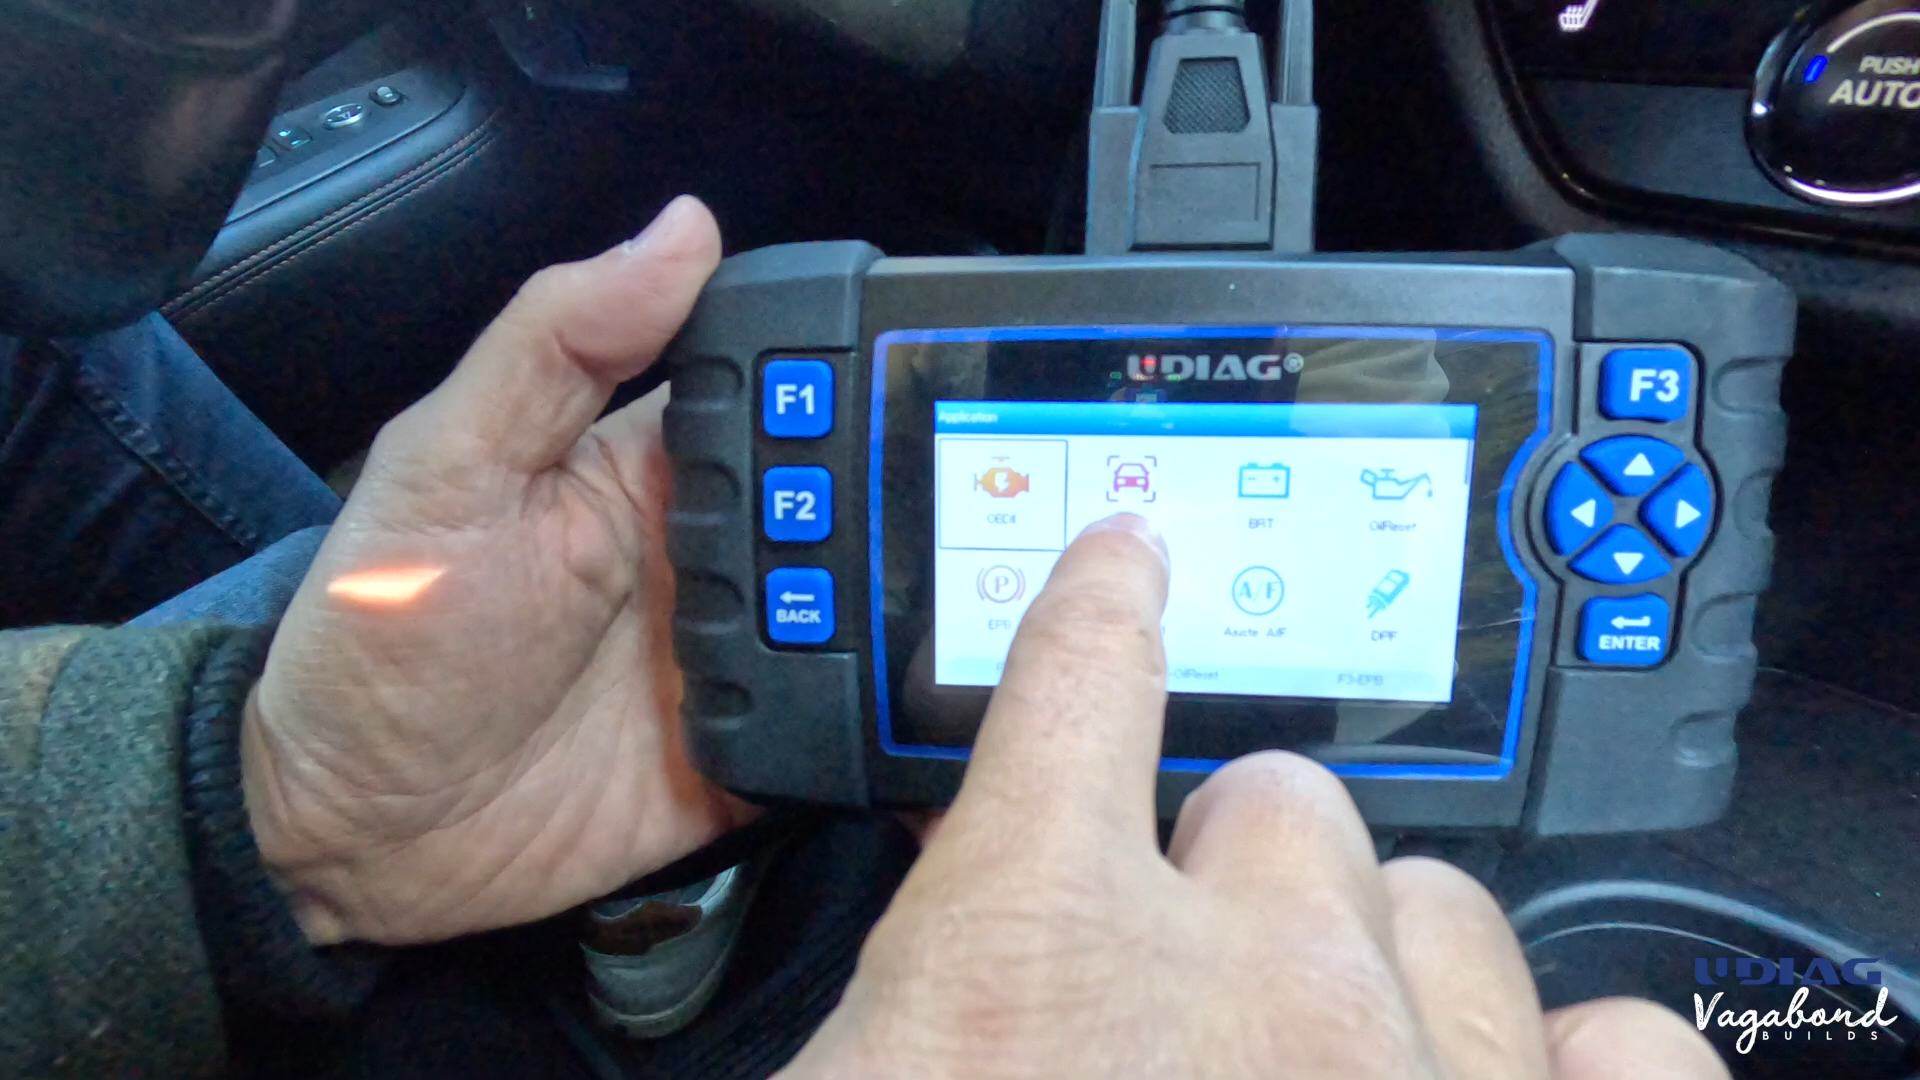 PUSH
AUTO
UDIAG®
F1
F3
Application
OBDII
BRT
OilReset
F2
EPB
A/F
P
DPF
BACK
ENTER
-OilReset
F3-EPB
UDIAG
Vagabond
BUILDS